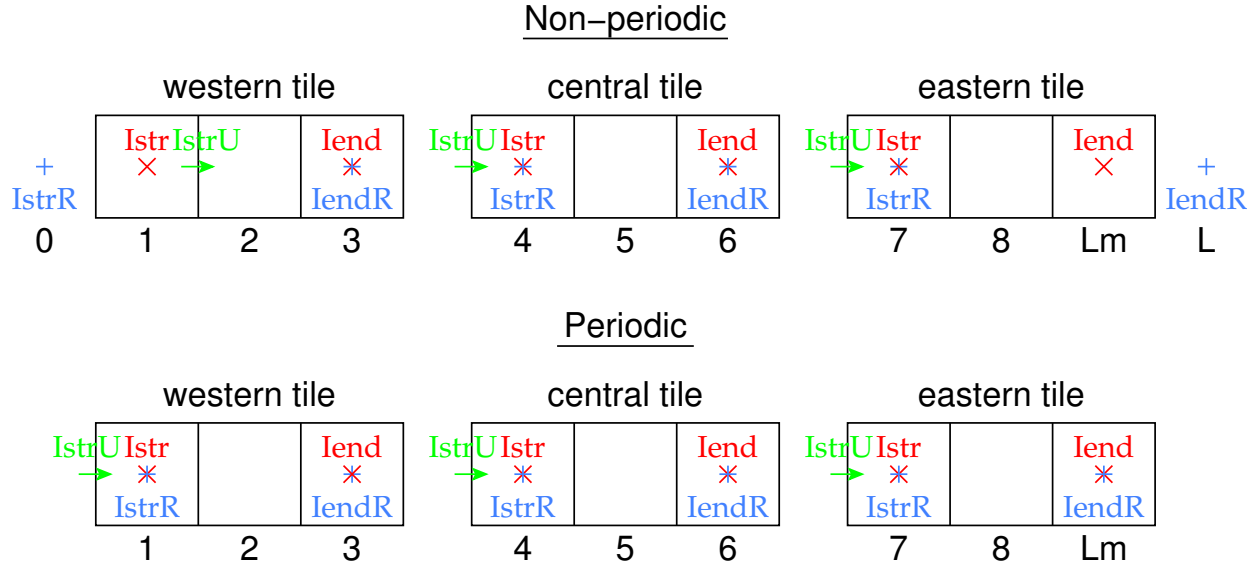 Non−periodic
western tile central tile eastern tile
Istr IstrU Iend IstrU Istr Iend IstrU Istr Iend
IstrR IendR IstrR IendR IstrR IendR
0 1 2 3 4 5 6 7 8 Lm L
Periodic
western tile central tile eastern tile
IstrU Istr Iend IstrU Istr Iend IstrU Istr Iend
IstrR IendR IstrR IendR IstrR IendR
1 2 3 4 5 6 7 8 Lm